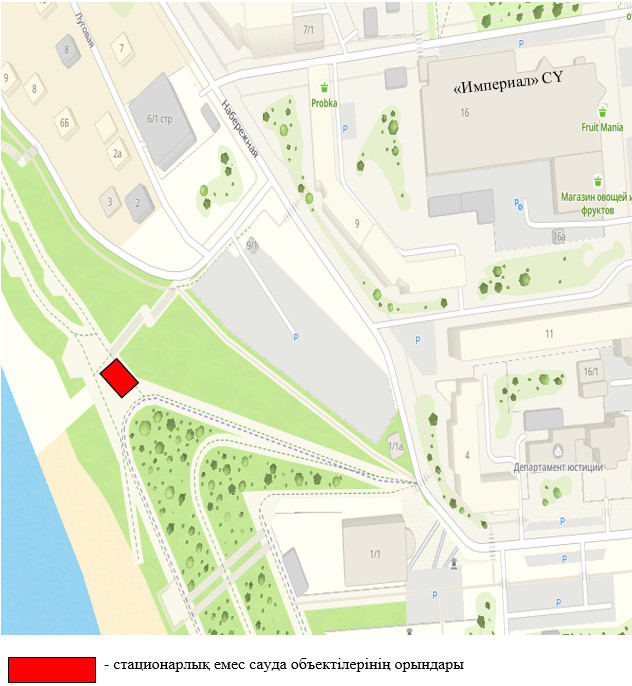 7/1
Луговая
8
7
9
8
6Б
6/1 стр
2а
3
2
Набережная
Probka
P
P
«Империал» СУ
16
Fruit Mania
Магазин овощей и
фруктов
P
16а
9
9/1
P
P
11
16/1
4
1/1а
Департамент юстиции
1/1
P
P
P
P
- стационарлық емес сауда объектілерінің орындары